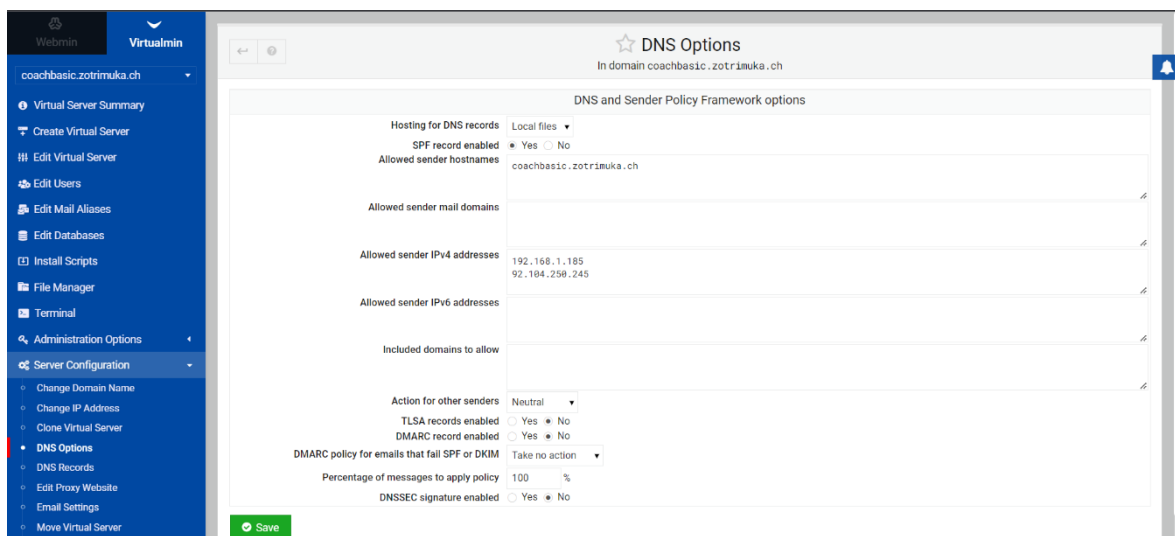 Webmin
Virtualmin
coachbasic.zotrimuka.ch
Virtual Server Summary
Create Virtual Server
Edit Virtual Server
Edit Users
Edit Mail Aliases
Edit Databases
Install Scripts
File Manager
Terminal
Administration Options
Server Configuration
Change Domain Name
Change IP Address
Clone Virtual Server
DNS Options
DNS Records
Edit Proxy Website
Email Settings
Move Virtual Server
DNS Options
In domain coachbasic.zotrimuka.ch
DNS and Sender Policy Framework options
Hosting for DNS records Local files
SPF record enabled Yes No
Allowed sender hostnames coachbasic.zotrimuka.ch
Allowed sender mail domains
Allowed sender IPv4 addresses 192.168.1.185
92.104.250.245
Allowed sender IPv6 addresses
Included domains to allow
Action for other senders Neutral
TLSA records enabled Yes No
DMARC record enabled Yes No
DMARC policy for emails that fail SPF or DKIM Take no action
Percentage of messages to apply policy 100 %
DNSSEC signature enabled Yes No
Save